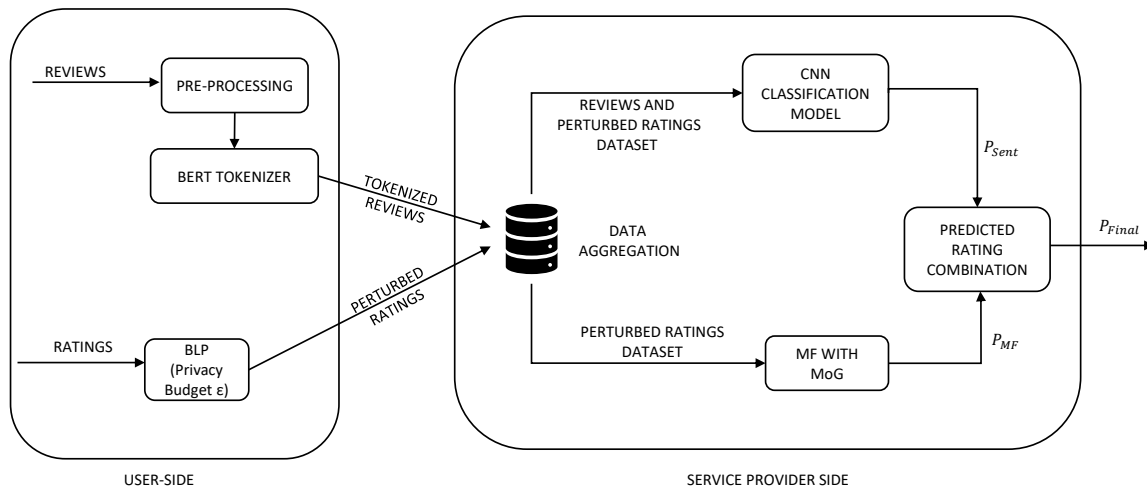 REVIEWS
PRE-PROCESSING
BERT TOKENIZER
TOKENIZED
REVIEWS
RATINGS
BLP
(Privacy
Budget ε)
PERTURBED
RATINGS
USER-SIDE
REVIEWS AND
PERTURBED RATINGS
DATASET
CNN
CLASSIFICATION
MODEL
P_Sent
DATA
AGGREGATION
PREDICTED
RATING
COMBINATION
P_Final
PERTURBED RATINGS
DATASET
MF WITH
MoG
P_MF
SERVICE PROVIDER SIDE